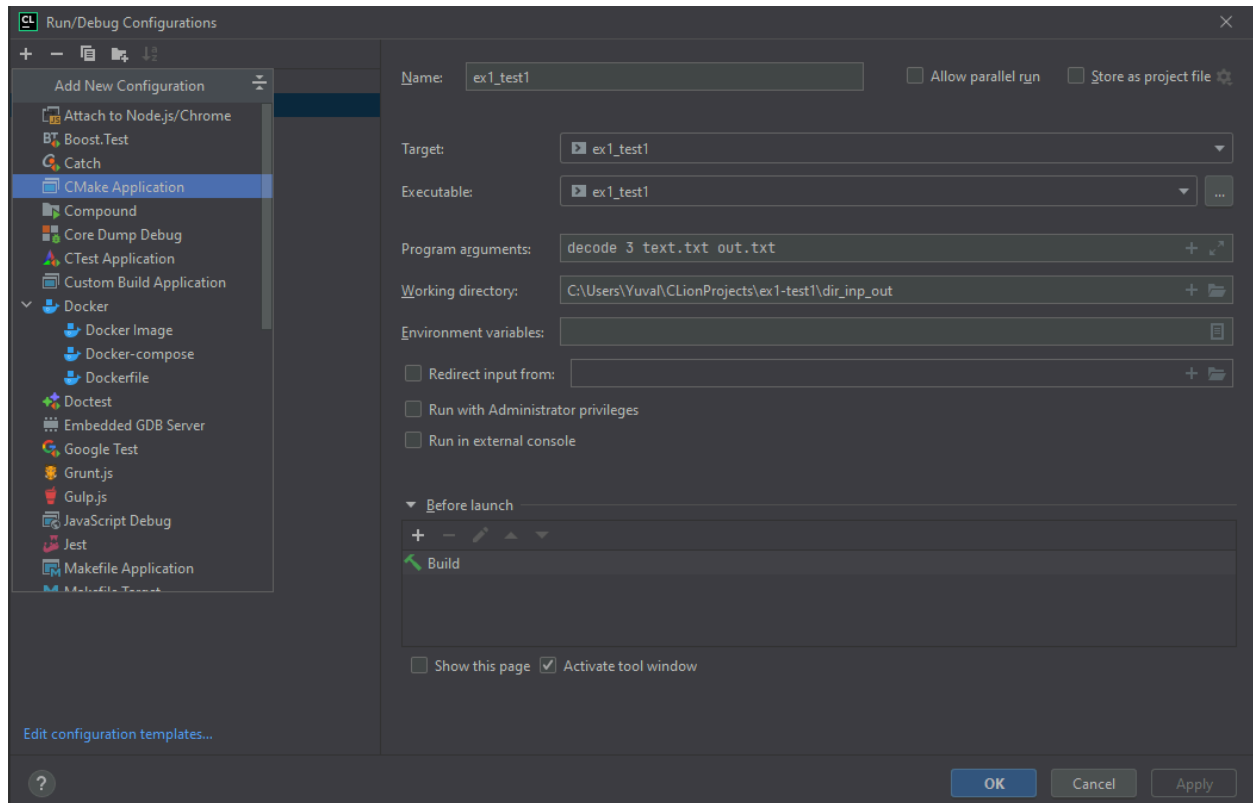 CL Run/Debug Configurations
Add New Configuration
Attach to Node.js/Chrome
Boost.Test
Catch
CMake Application
Compound
Core Dump Debug
CTest Application
Custom Build Application
Docker
Docker Image
Docker-compose
Dockerfile
Doctest
Embedded GDB Server
Google Test
Grunt.js
Gulp.js
JavaScript Debug
Jest
Makefile Application
Makefile Target
Edit configuration templates...
Name: ex1_test1 Allow parallel run Store as project file
Target: ex1_test1
Executable: ex1_test1 ...
Program arguments: decode 3 text.txt out.txt
Working directory: C:\Users\Yuval\CLionProjects\ex1-test1\dir_inp_out
Environment variables:
Redirect input from:
Run with Administrator privileges
Run in external console
Before launch
Build
Show this page Activate tool window
? OK Cancel Apply